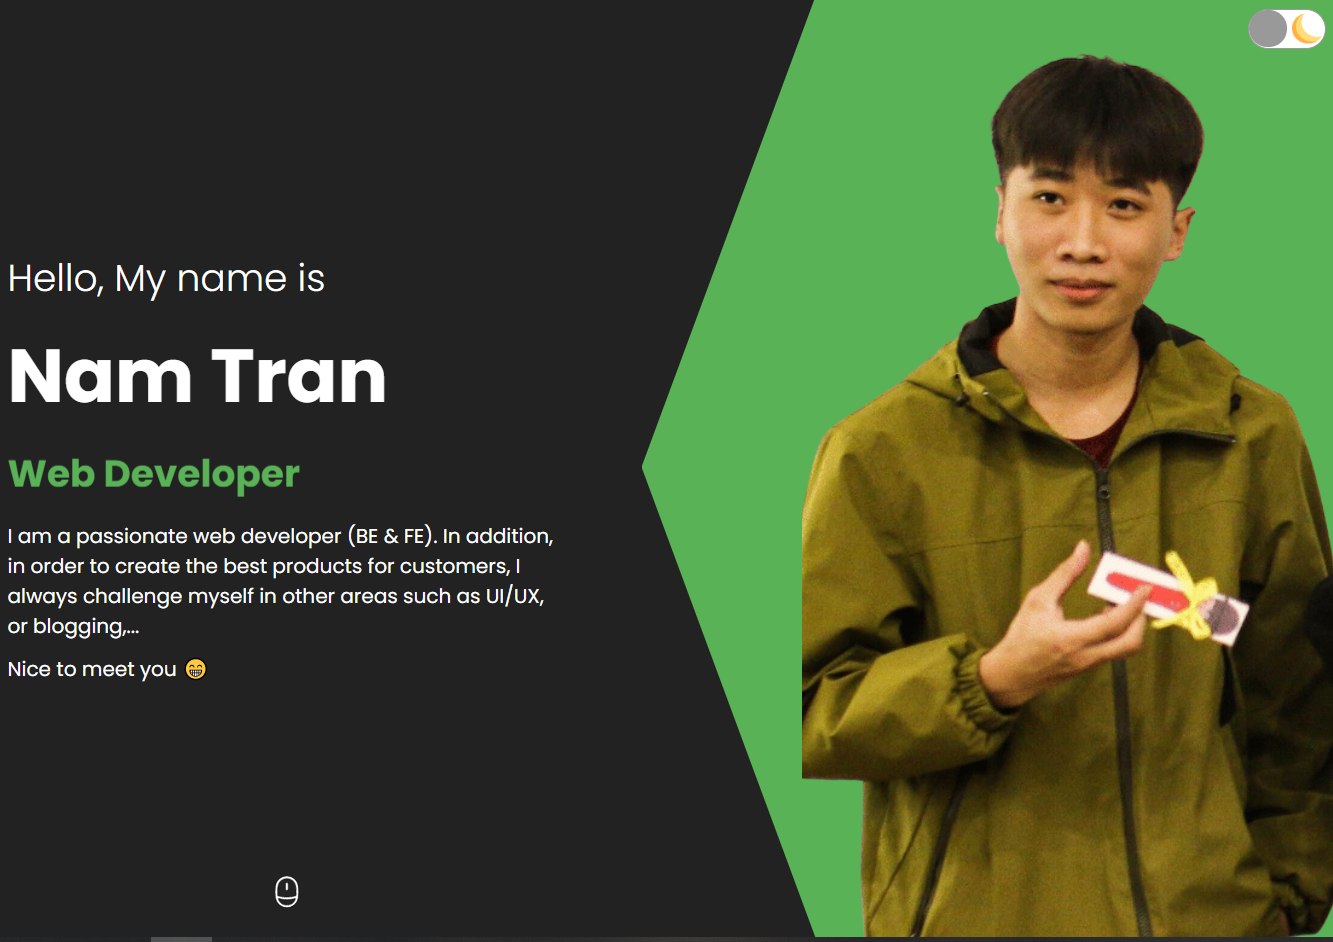 Hello, My name is
Nam Tran
Web Developer
I am a passionate web developer (BE & FE). In addition,
in order to create the best products for customers, I
always challenge myself in other areas such as UI/UX,
or blogging,...
Nice to meet you 😁